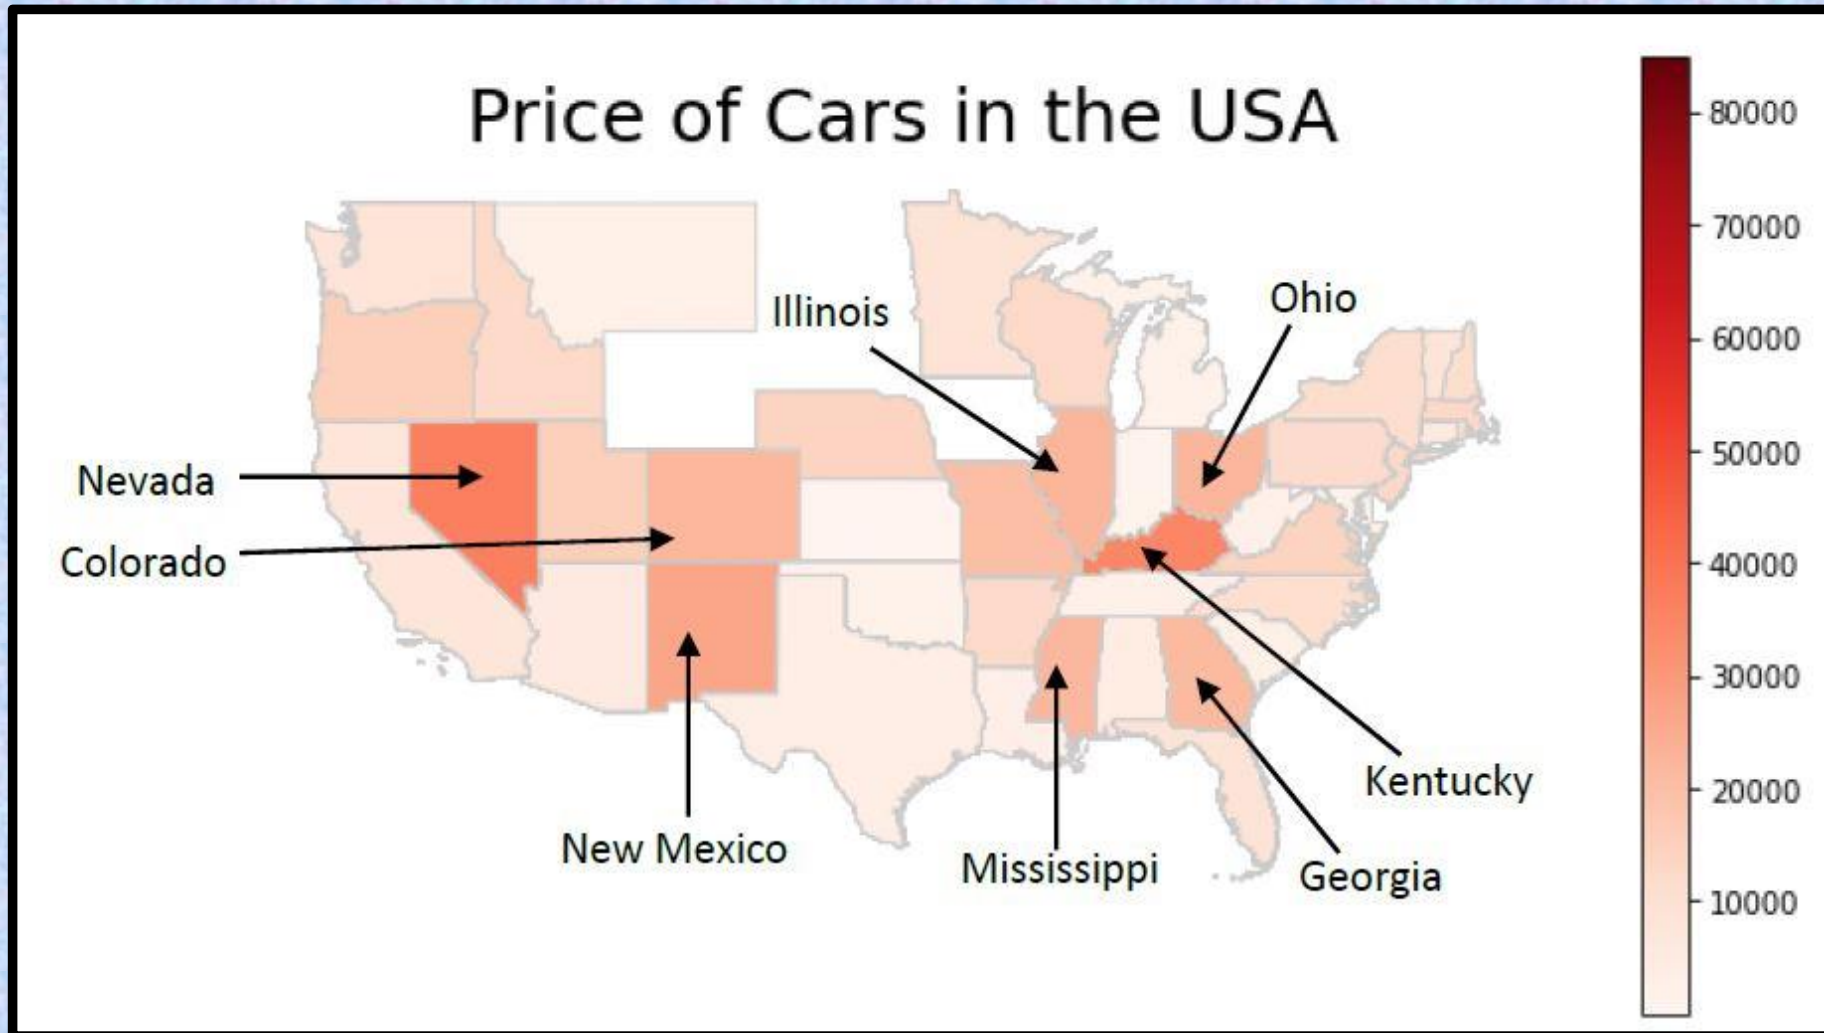 Price of Cars in the USA
80000
70000
60000
50000
40000
30000
20000
10000
Illinois
Ohio
Nevada
Colorado
New Mexico
Mississippi
Kentucky
Georgia